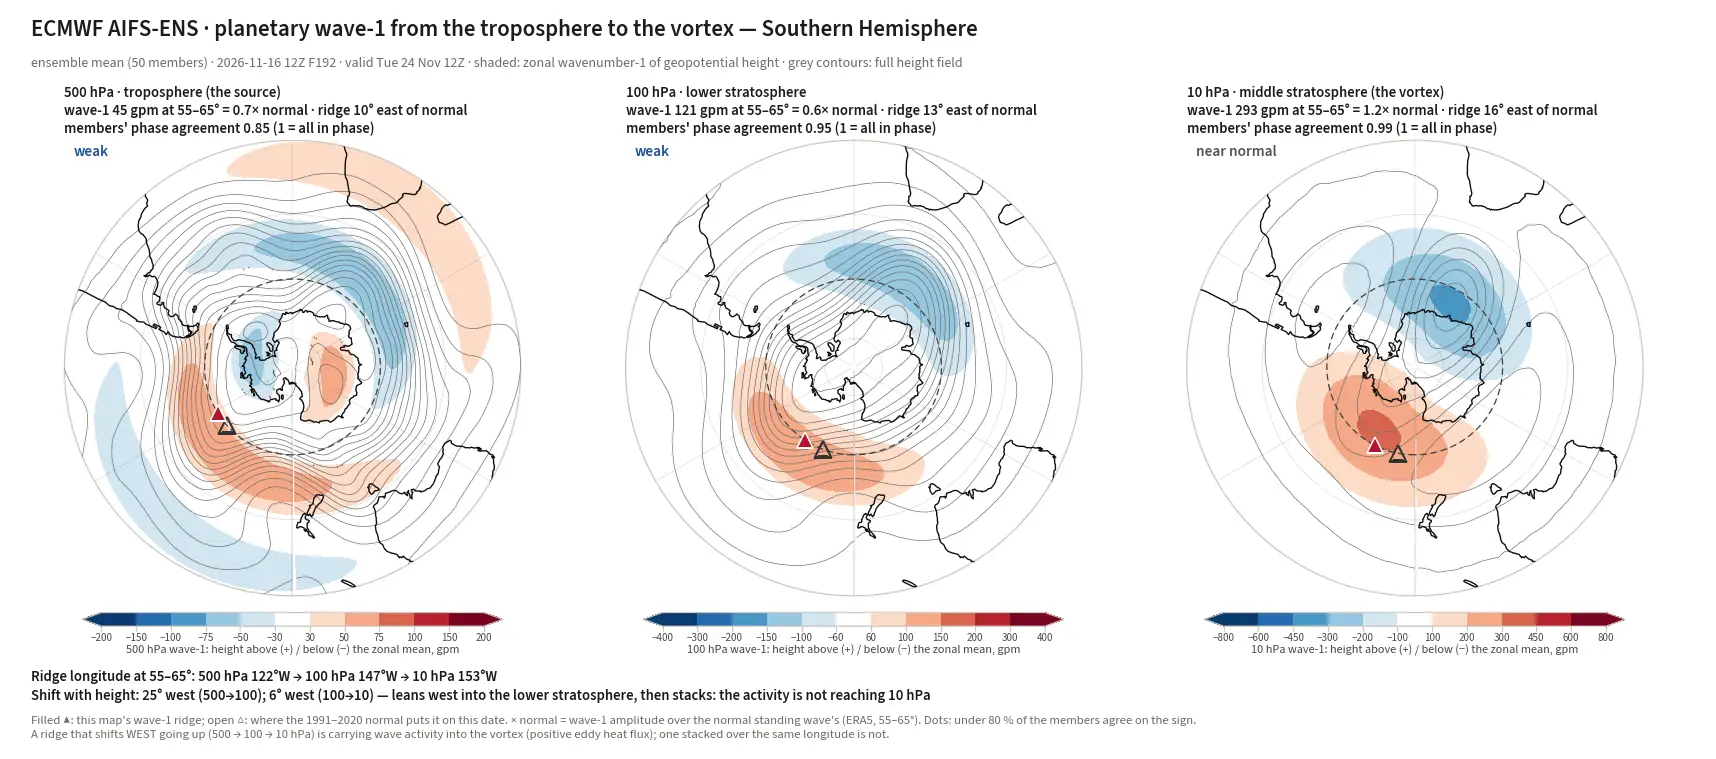 ECMWF AIFS-ENS · planetary wave-1 from the troposphere to the vortex — Southern Hemisphere
ensemble mean (50 members) · 2026-11-16 12Z F192 · valid Tue 24 Nov 12Z · shaded: zonal wavenumber-1 of geopotential height · grey contours: full height field
500 hPa · troposphere (the source)
wave-1 45 gpm at 55–65° = 0.7× normal · ridge 10° east of normal
members' phase agreement 0.85 (1 = all in phase)
weak
100 hPa · lower stratosphere
wave-1 121 gpm at 55–65° = 0.6× normal · ridge 13° east of normal
members' phase agreement 0.95 (1 = all in phase)
weak
10 hPa · middle stratosphere (the vortex)
wave-1 293 gpm at 55–65° = 1.2× normal · ridge 16° east of normal
members' phase agreement 0.99 (1 = all in phase)
near normal
−200 −150 −100 −75 −50 −30 30 50 75 100 150 200
500 hPa wave-1: height above (+) / below (−) the zonal mean, gpm
−400 −300 −200 −150 −100 −60 60 100 150 200 300 400
100 hPa wave-1: height above (+) / below (−) the zonal mean, gpm
−800 −600 −450 −300 −200 −100 100 200 300 450 600 800
10 hPa wave-1: height above (+) / below (−) the zonal mean, gpm
Ridge longitude at 55–65°: 500 hPa 122°W → 100 hPa 147°W → 10 hPa 153°W
Shift with height: 25° west (500→100); 6° west (100→10) — leans west into the lower stratosphere, then stacks: the activity is not reaching 10 hPa
Filled ▲: this map's wave-1 ridge; open △: where the 1991–2020 normal puts it on this date. × normal = wave-1 amplitude over the normal standing wave's (ERA5, 55–65°). Dots: under 80 % of the members agree on the sign.
A ridge that shifts WEST going up (500 → 100 → 10 hPa) is carrying wave activity into the vortex (positive eddy heat flux); one stacked over the same longitude is not.